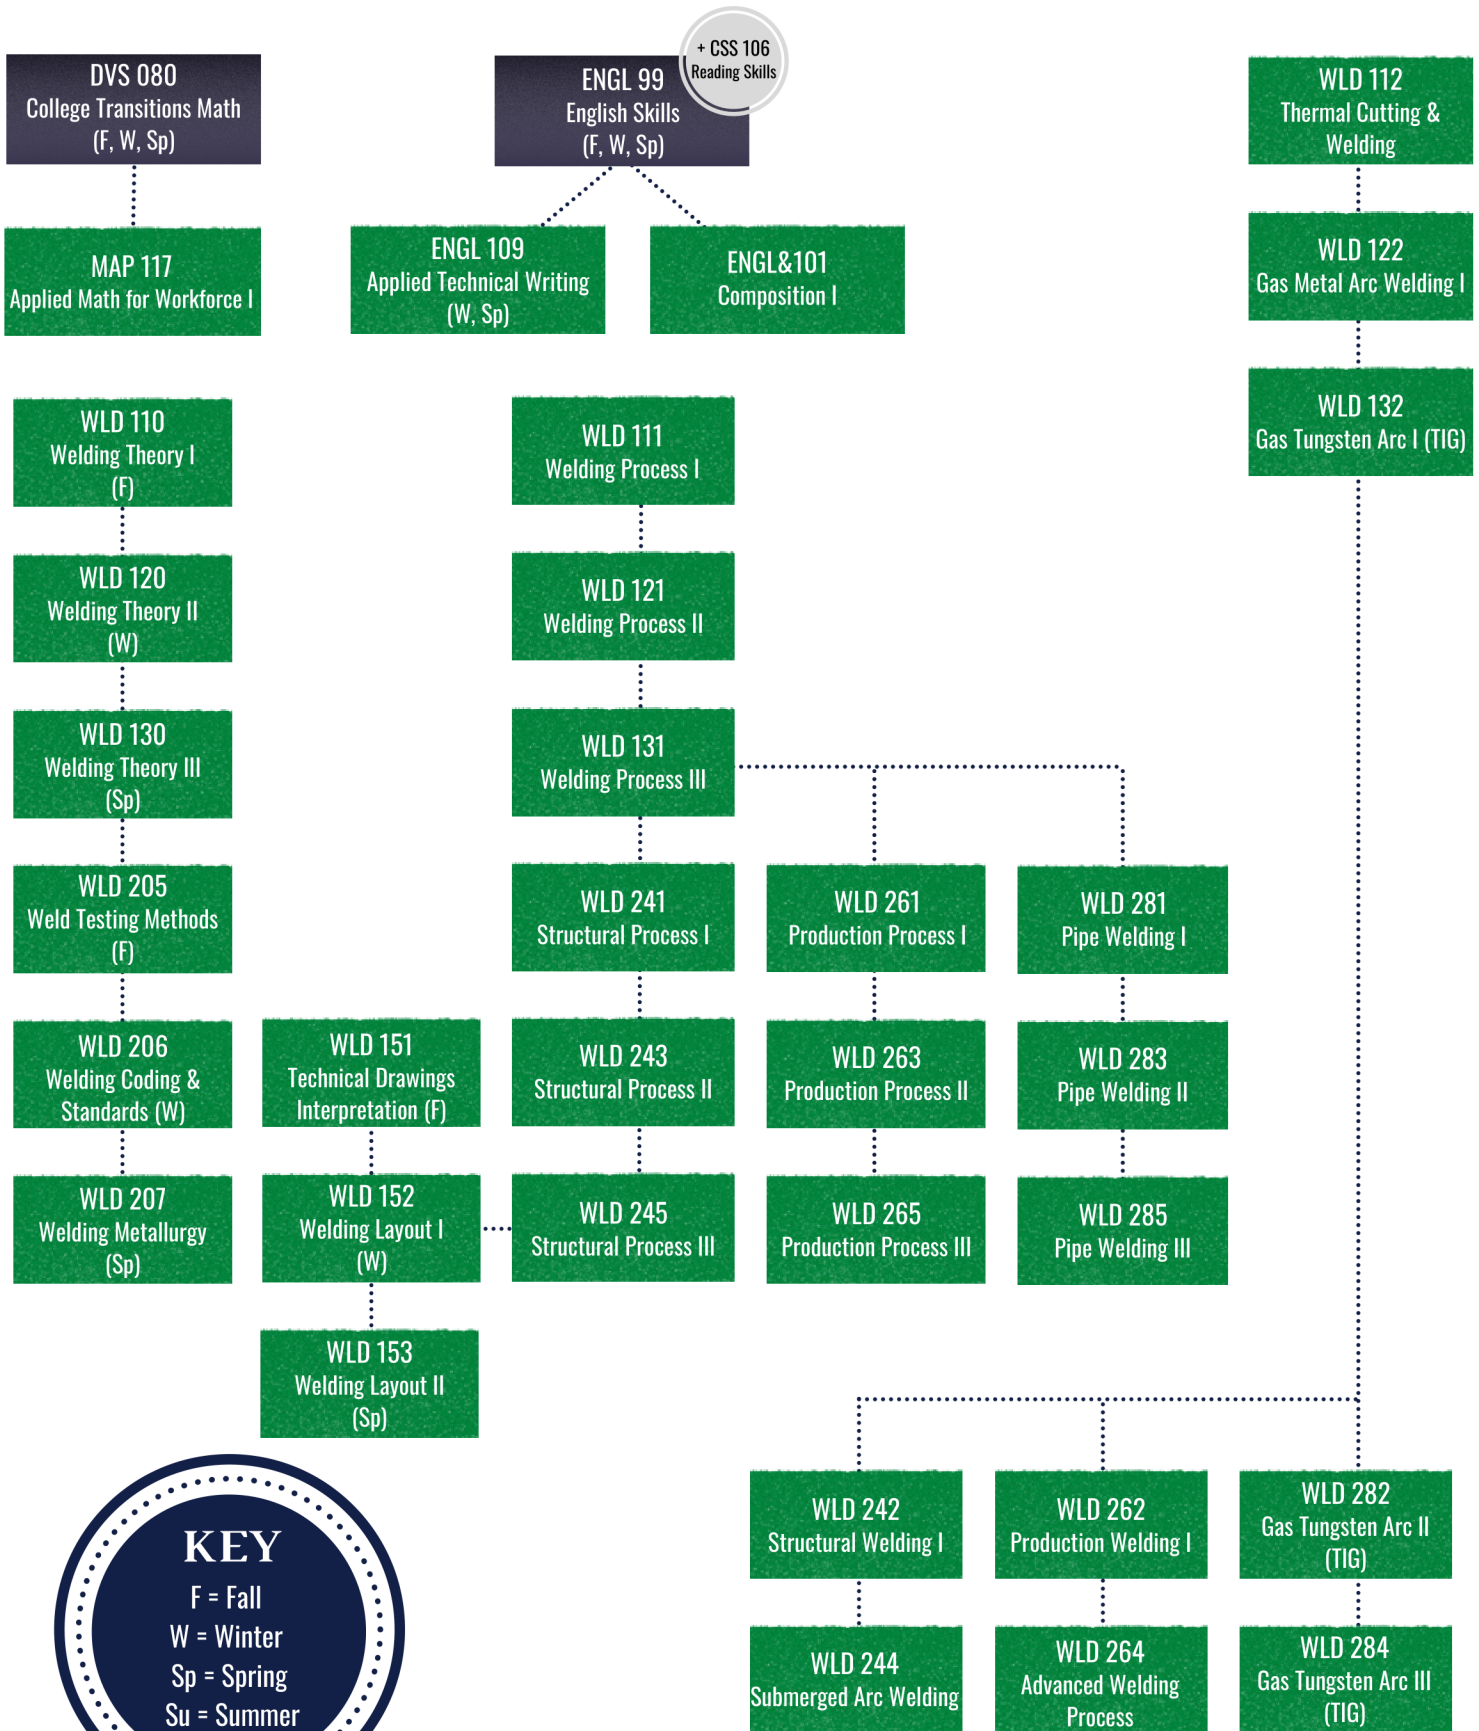 DVS 080
College Transitions Math
(F, W, Sp)
MAP 117
Applied Math for Workforce I
+ CSS 106
Reading Skills
ENGL 99
English Skills
(F, W, Sp)
ENGL 109
Applied Technical Writing
(W, Sp)
ENGL&101
Composition I
WLD 112
Thermal Cutting &
Welding
WLD 122
Gas Metal Arc Welding I
WLD 132
Gas Tungsten Arc I (TIG)
WLD 110
Welding Theory I
(F)
WLD 120
Welding Theory II
(W)
WLD 130
Welding Theory III
(Sp)
WLD 205
Weld Testing Methods
(F)
WLD 206
Welding Coding &
Standards (W)
WLD 207
Welding Metallurgy
(Sp)
WLD 151
Technical Drawings
Interpretation (F)
WLD 152
Welding Layout I
(W)
WLD 153
Welding Layout II
(Sp)
WLD 111
Welding Process I
WLD 121
Welding Process II
WLD 131
Welding Process III
WLD 241
Structural Process I
WLD 243
Structural Process II
WLD 245
Structural Process III
WLD 261
Production Process I
WLD 263
Production Process II
WLD 265
Production Process III
WLD 281
Pipe Welding I
WLD 283
Pipe Welding II
WLD 285
Pipe Welding III
WLD 242
Structural Welding I
WLD 244
Submerged Arc Welding
WLD 262
Production Welding I
WLD 264
Advanced Welding
Process
WLD 282
Gas Tungsten Arc II
(TIG)
WLD 284
Gas Tungsten Arc III
(TIG)
KEY
F = Fall
W = Winter
Sp = Spring
Su = Summer